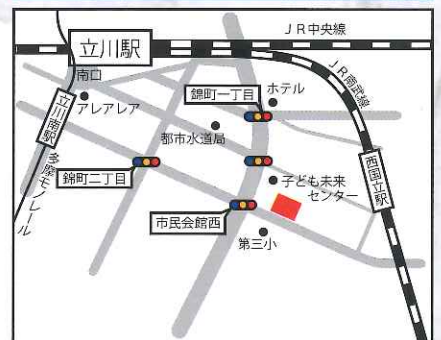 JR中央線
立川駅
南口
アレアレア
立川南駅
多摩モノレール
錦町一丁目
ホテル
JR南武線
都市水道局
錦町二丁目
西国立駅
子ども未来
センター
市民会館西
第三小